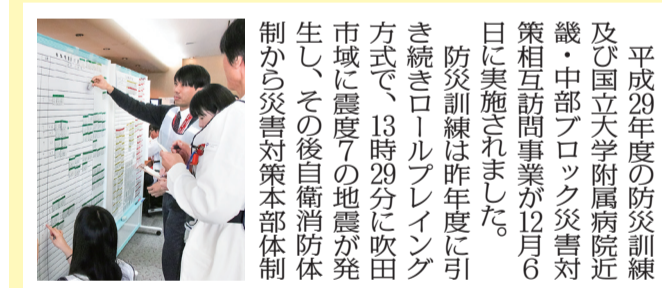 平成29年度の防災訓練
及び国立大学附属病院近
畿・中部ブロック災害対
策相互訪問事業が12月6
日に実施されました。
防災訓練は昨年度に引
き続きロールプレイング
方式で、13時29分に吹田
市域に震度7の地震が発
生し、その後自衛消防体
制から災害対策本部体制